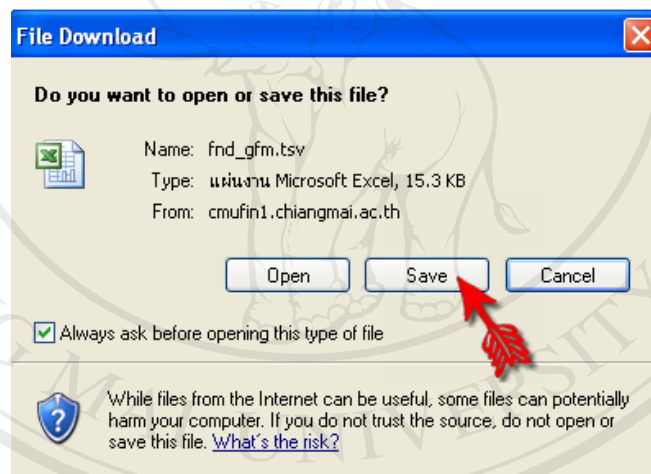 File Download
Do you want to open or save this file?
Name: fnd_gfm.tsv
Type: แผ่นงาน Microsoft Excel, 15.3 KB
From: cmufin1.chiangmai.ac.th
Open Save Cancel
Always ask before opening this type of file
While files from the Internet can be useful, some files can potentially
harm your computer. If you do not trust the source, do not open or
save this file. What's the risk?
G MAI UNIVERSITY